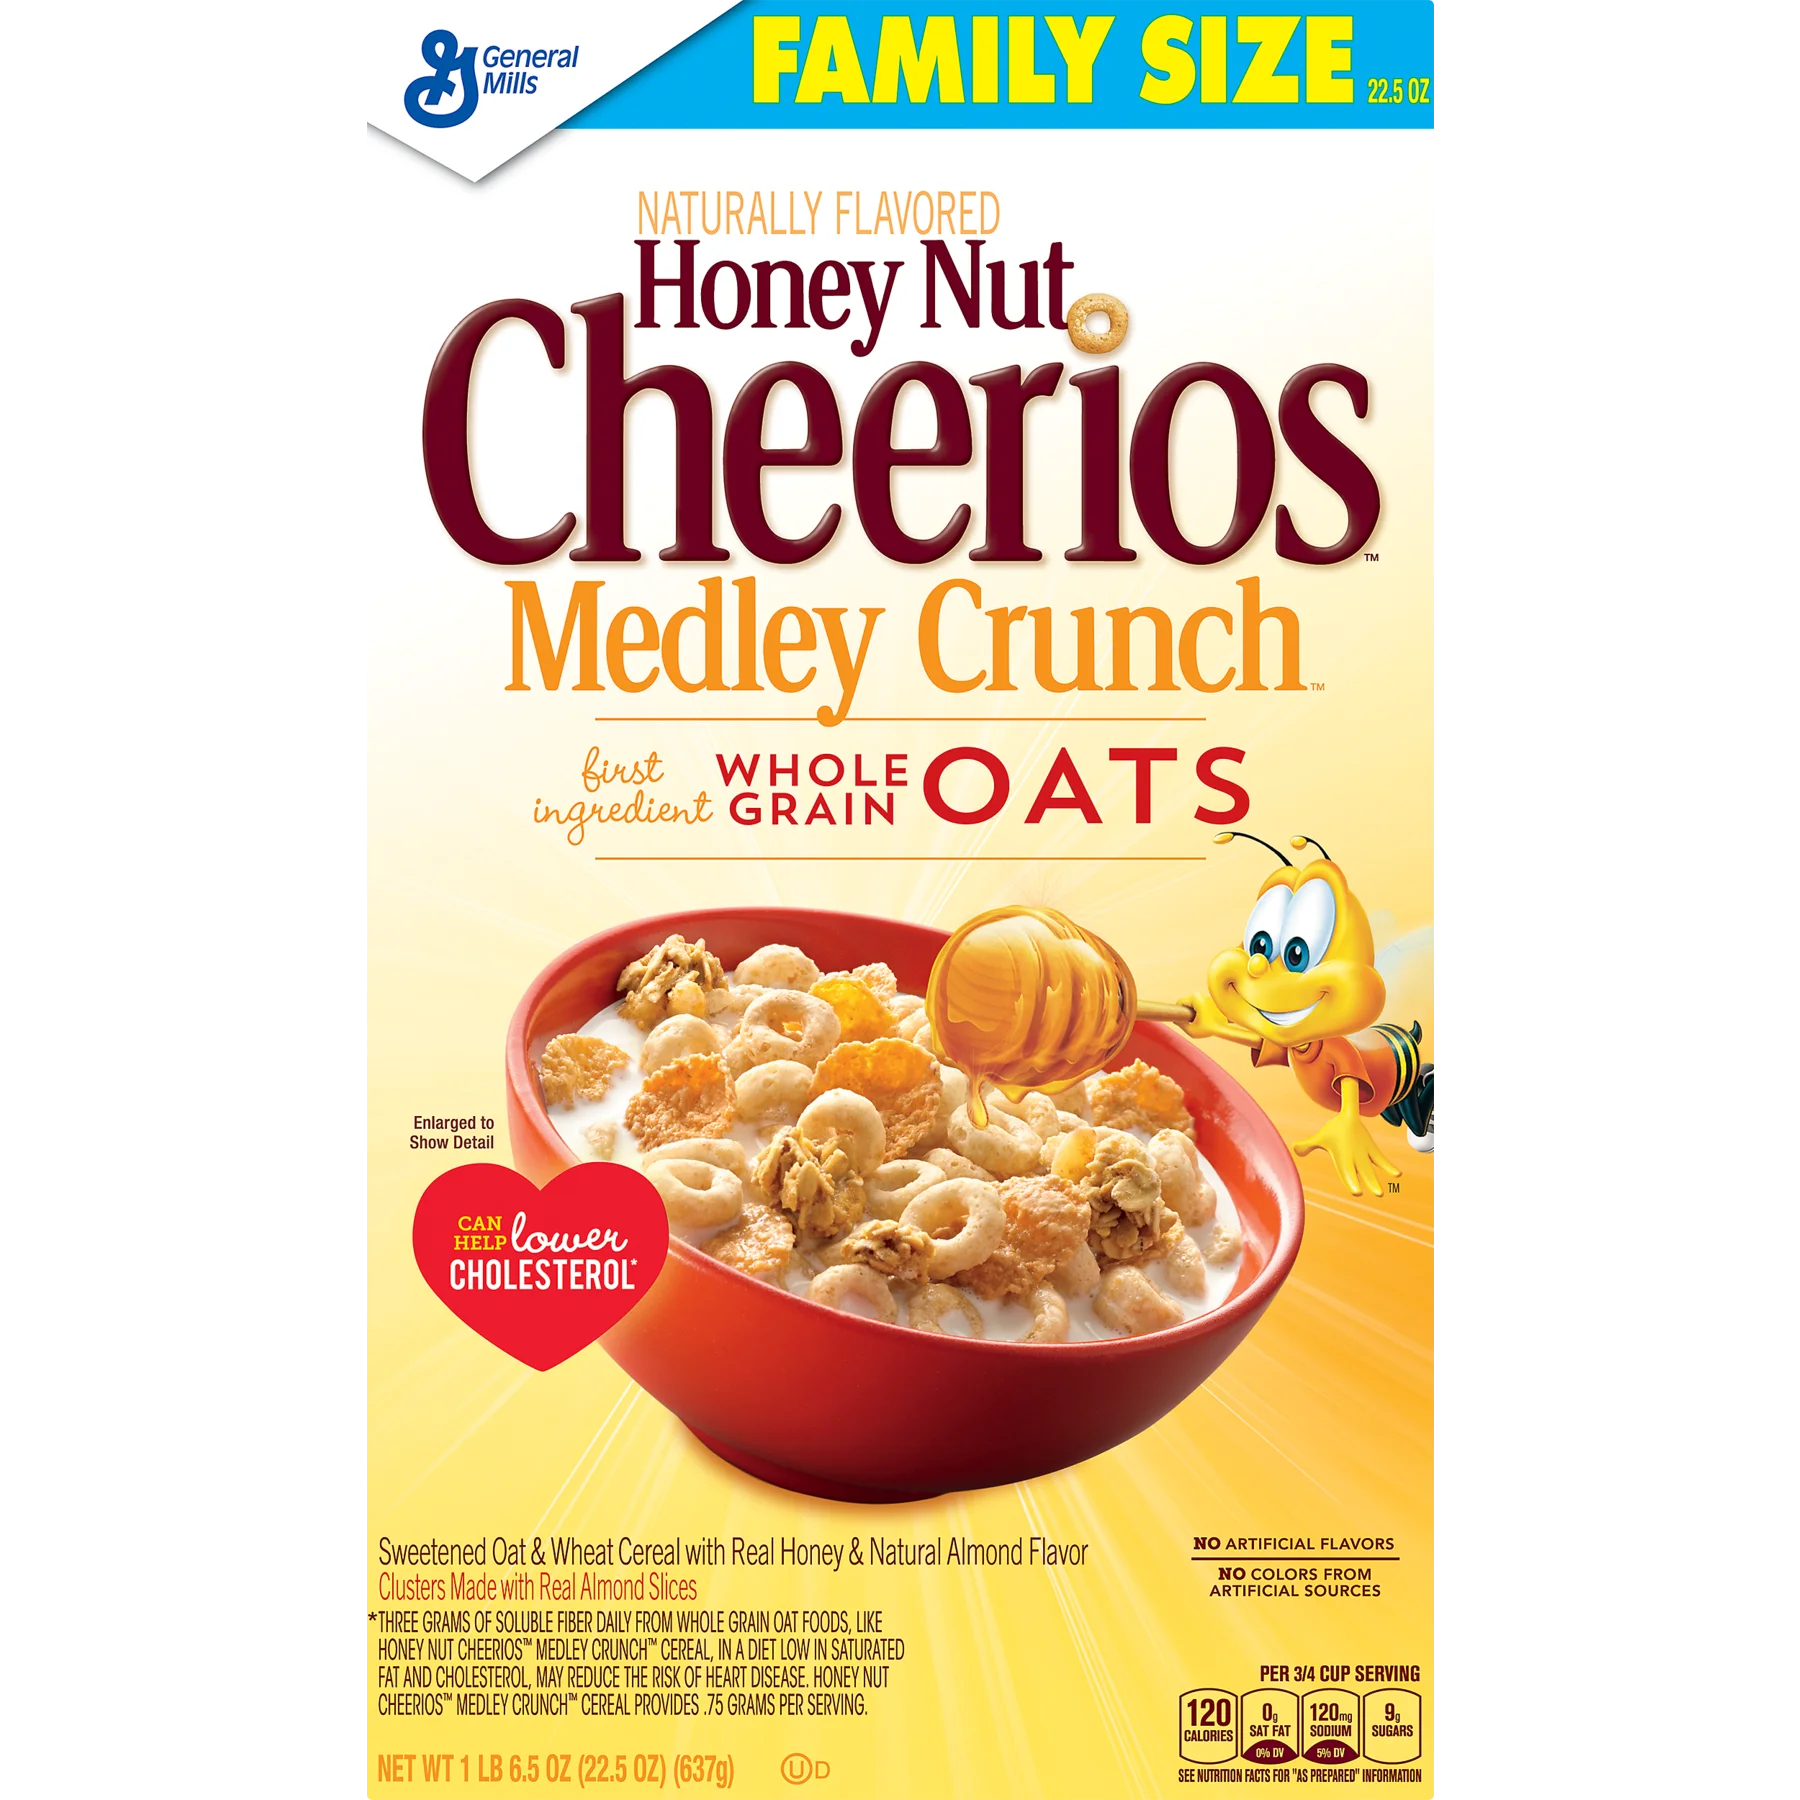 General
Mills
FAMILY SIZE 22.5 OZ
NATURALLY FLAVORED
Honey Nut
Cheerios™
Medley Crunch™
first
ingredient
WHOLE
GRAIN
OATS
Enlarged to
Show Detail
CAN
HELP
lower
CHOLESTEROL*
TM
Sweetened Oat & Wheat Cereal with Real Honey & Natural Almond Flavor
Clusters Made with Real Almond Slices
*THREE GRAMS OF SOLUBLE FIBER DAILY FROM WHOLE GRAIN OAT FOODS, LIKE
HONEY NUT CHEERIOS™ MEDLEY CRUNCH™ CEREAL, IN A DIET LOW IN SATURATED
FAT AND CHOLESTEROL, MAY REDUCE THE RISK OF HEART DISEASE. HONEY NUT
CHEERIOS™ MEDLEY CRUNCH™ CEREAL PROVIDES .75 GRAMS PER SERVING.
NET WT 1 LB 6.5 OZ (22.5 OZ) (637g)
Ⓤ D
NO ARTIFICIAL FLAVORS
NO COLORS FROM
ARTIFICIAL SOURCES
PER 3/4 CUP SERVING
120
CALORIES
0g
SAT FAT
0% DV
120mg
SODIUM
5% DV
9g
SUGARS
SEE NUTRITION FACTS FOR "AS PREPARED" INFORMATION